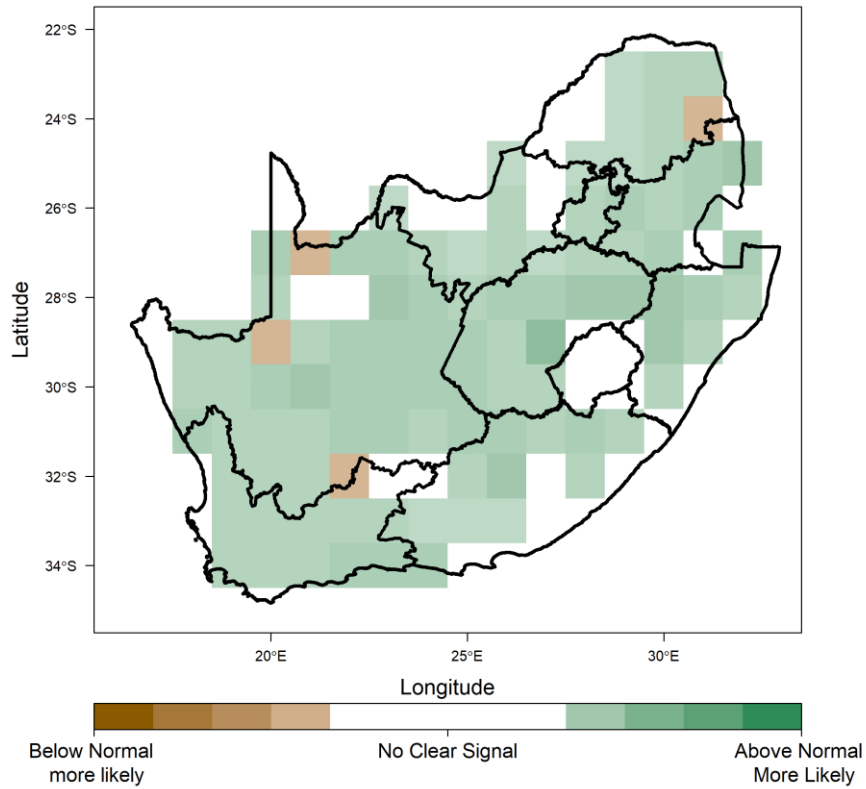 22°S
24°S
26°S
28°S
30°S
32°S
34°S
Latitude
20°E
25°E
30°E
Longitude
Below Normal
more likely
No Clear Signal
Above Normal
More Likely